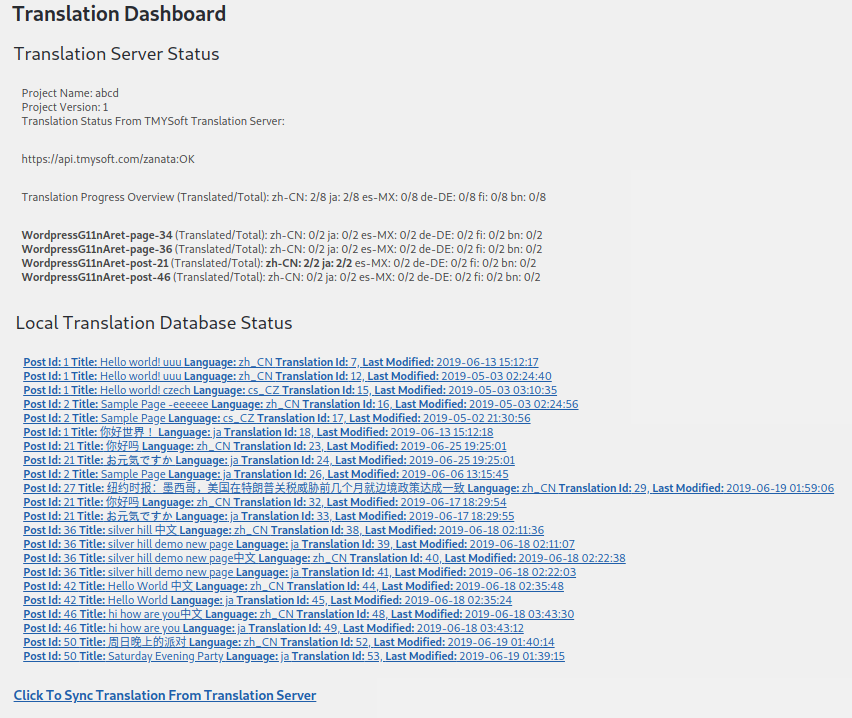 Translation Dashboard
Translation Server Status
Project Name: abcd
Project Version: 1
Translation Status From TMYSoft Translation Server:
https://api.tmysoft.com/zanata:OK
Translation Progress Overview (Translated/Total): zh-CN: 2/8 ja: 2/8 es-MX: 0/8 de-DE: 0/8 fi: 0/8 bn: 0/8
WordpressG11nAret-page-34 (Translated/Total): zh-CN: 0/2 ja: 0/2 es-MX: 0/2 de-DE: 0/2 fi: 0/2 bn: 0/2
WordpressG11nAret-page-36 (Translated/Total): zh-CN: 0/2 ja: 0/2 es-MX: 0/2 de-DE: 0/2 fi: 0/2 bn: 0/2
WordpressG11nAret-post-21 (Translated/Total): zh-CN: 2/2 ja: 2/2 es-MX: 0/2 de-DE: 0/2 fi: 0/2 bn: 0/2
WordpressG11nAret-post-46 (Translated/Total): zh-CN: 0/2 ja: 0/2 es-MX: 0/2 de-DE: 0/2 fi: 0/2 bn: 0/2
Local Translation Database Status
Post Id: 1 Title: Hello world! uuu Language: zh_CN Translation Id: 7, Last Modified: 2019-06-13 15:12:17
Post Id: 1 Title: Hello world! uuu Language: zh_CN Translation Id: 12, Last Modified: 2019-05-03 02:24:40
Post Id: 1 Title: Hello world! czech Language: cs_CZ Translation Id: 15, Last Modified: 2019-05-03 03:10:35
Post Id: 2 Title: Sample Page -eeeeee Language: zh_CN Translation Id: 16, Last Modified: 2019-05-03 02:24:56
Post Id: 2 Title: Sample Page Language: cs_CZ Translation Id: 17, Last Modified: 2019-05-02 21:30:56
Post Id: 1 Title: 你好世界！ Language: ja Translation Id: 18, Last Modified: 2019-06-13 15:12:18
Post Id: 21 Title: 你好吗 Language: zh_CN Translation Id: 23, Last Modified: 2019-06-25 19:25:01
Post Id: 21 Title: お元気ですか Language: ja Translation Id: 24, Last Modified: 2019-06-25 19:25:01
Post Id: 2 Title: Sample Page Language: ja Translation Id: 26, Last Modified: 2019-06-06 13:15:45
Post Id: 27 Title: 纽约时报：墨西哥，美国在特朗普关税威胁前几个月就边境政策达成一致 Language: zh_CN Translation Id: 29, Last Modified: 2019-06-19 01:59:06
Post Id: 21 Title: 你好吗 Language: zh_CN Translation Id: 32, Last Modified: 2019-06-17 18:29:54
Post Id: 21 Title: お元気ですか Language: ja Translation Id: 33, Last Modified: 2019-06-17 18:29:55
Post Id: 36 Title: silver hill 中文 Language: zh_CN Translation Id: 38, Last Modified: 2019-06-18 02:11:36
Post Id: 36 Title: silver hill demo new page Language: ja Translation Id: 39, Last Modified: 2019-06-18 02:11:07
Post Id: 36 Title: silver hill demo new page中文 Language: zh_CN Translation Id: 40, Last Modified: 2019-06-18 02:22:38
Post Id: 36 Title: silver hill demo new page Language: ja Translation Id: 41, Last Modified: 2019-06-18 02:22:03
Post Id: 42 Title: Hello World 中文 Language: zh_CN Translation Id: 44, Last Modified: 2019-06-18 02:35:48
Post Id: 42 Title: Hello World Language: ja Translation Id: 45, Last Modified: 2019-06-18 02:35:24
Post Id: 46 Title: hi how are you中文 Language: zh_CN Translation Id: 48, Last Modified: 2019-06-18 03:43:30
Post Id: 46 Title: hi how are you Language: ja Translation Id: 49, Last Modified: 2019-06-18 03:43:12
Post Id: 50 Title: 周日晚上的派对 Language: zh_CN Translation Id: 52, Last Modified: 2019-06-19 01:40:14
Post Id: 50 Title: Saturday Evening Party Language: ja Translation Id: 53, Last Modified: 2019-06-19 01:39:15
Click To Sync Translation From Translation Server